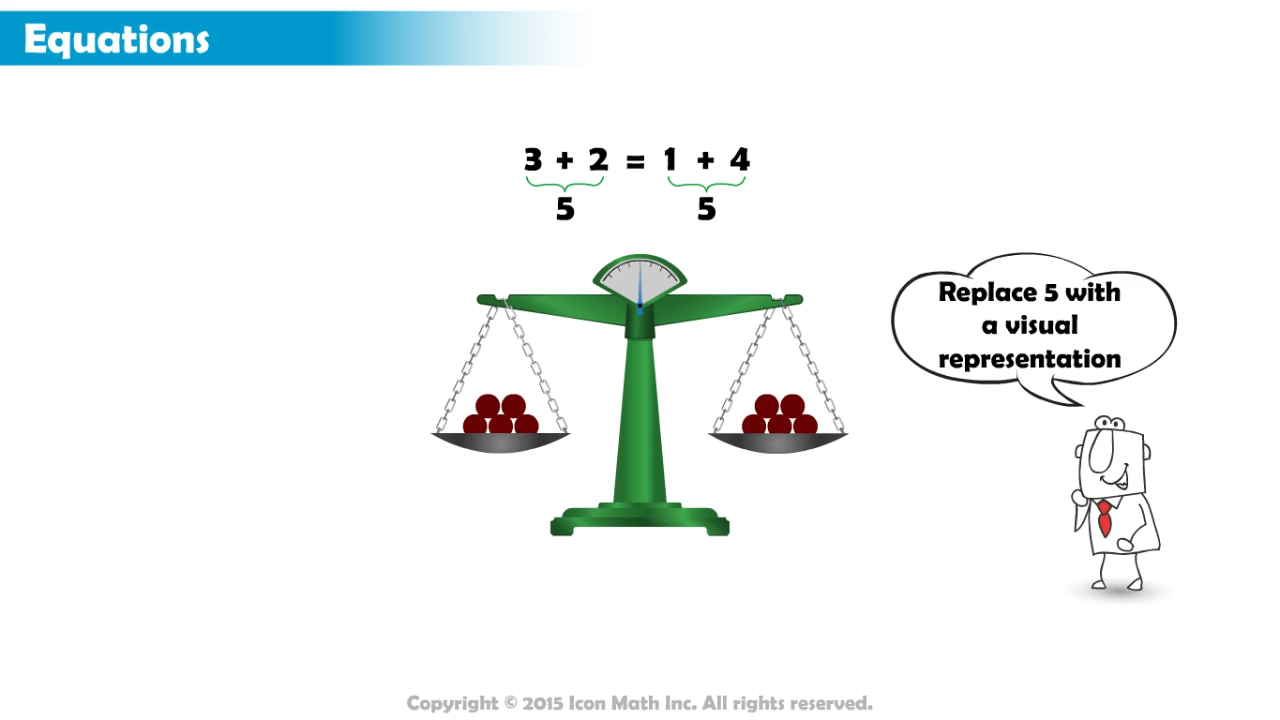 Equations
3 + 2 = 1 + 4
5 5
Replace 5 with
a visual
representation
Copyright © 2015 Icon Math Inc. All rights reserved.